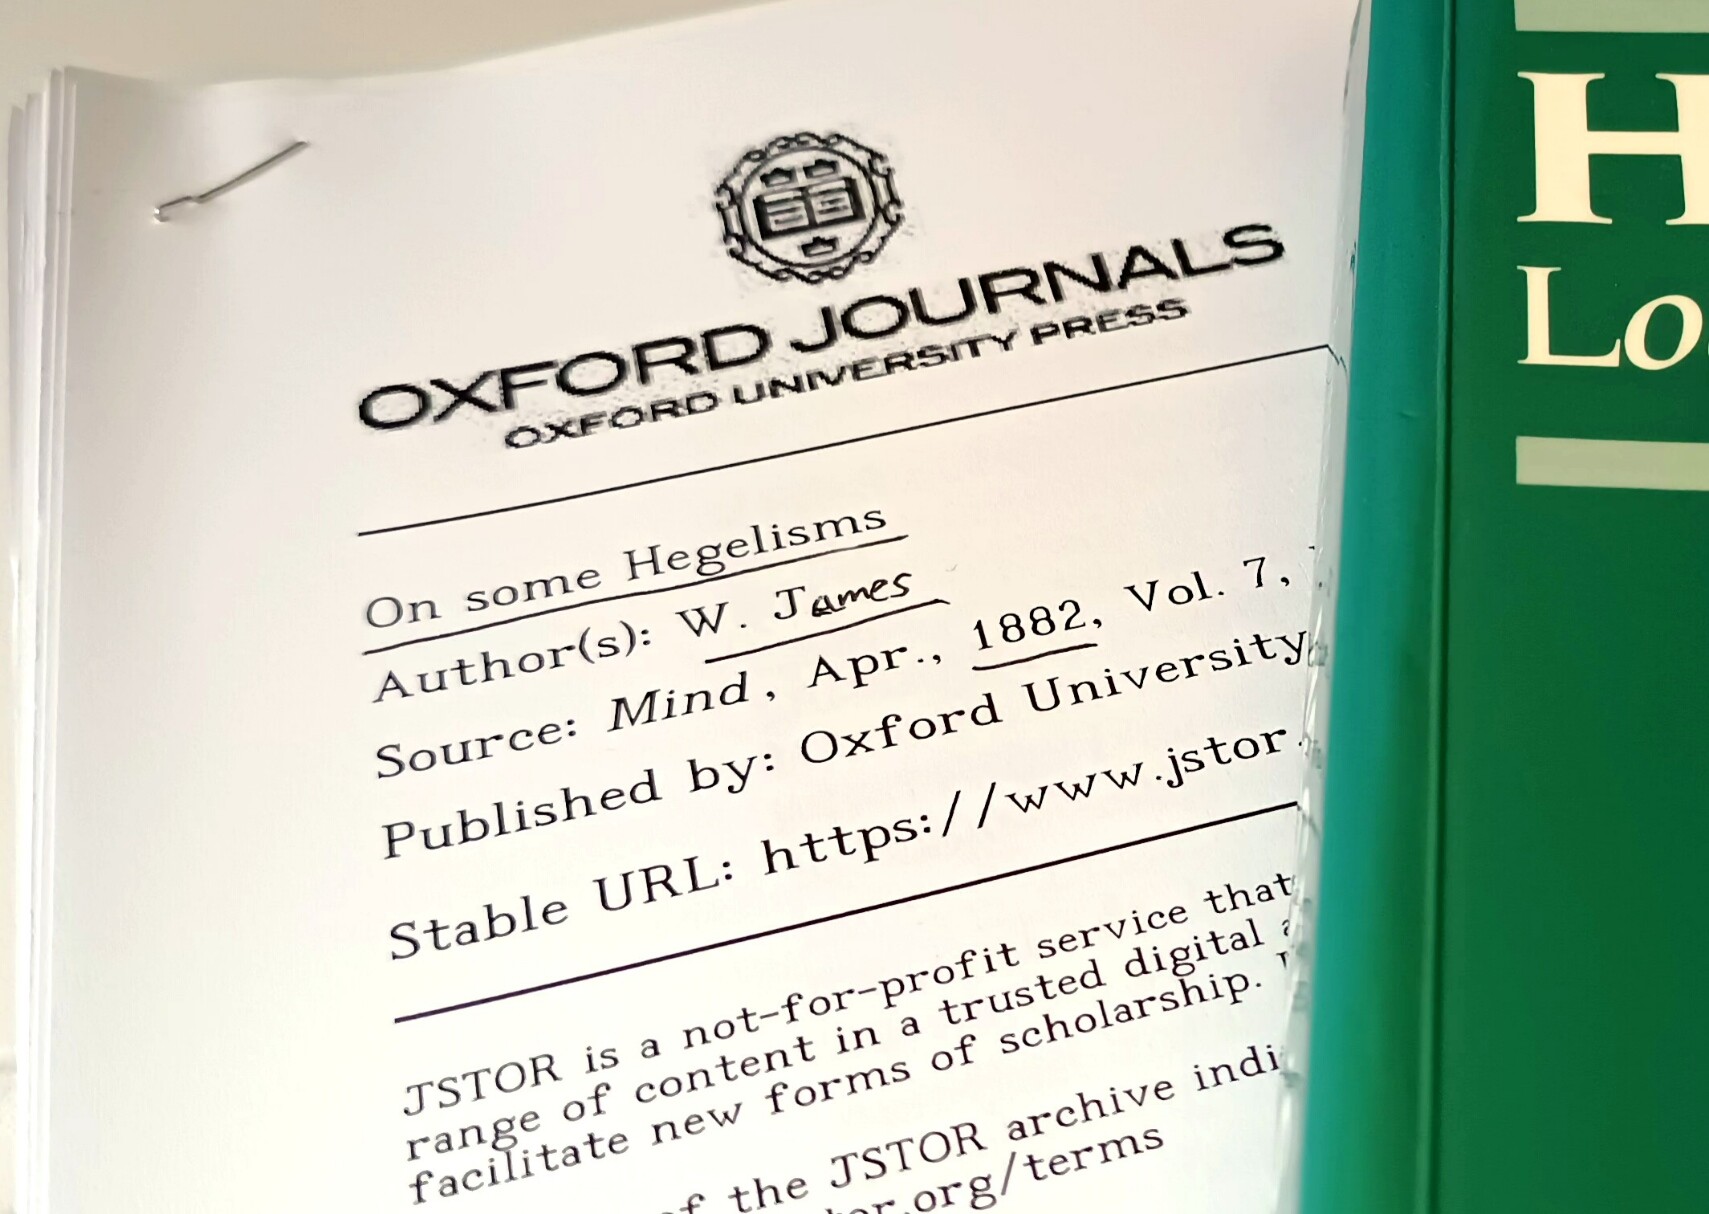 OXFORD JOURNALS
OXFORD UNIVERSITY PRESS
On some Hegelisms
Author(s): W. James
Source: Mind, Apr., 1882, Vol. 7,
Published by: Oxford University
Stable URL: https://www.jstor.
JSTOR is a not-for-profit service that
range of content in a trusted digital
facilitate new forms of scholarship.
of the JSTOR archive indi
or.org/terms
H
Lo